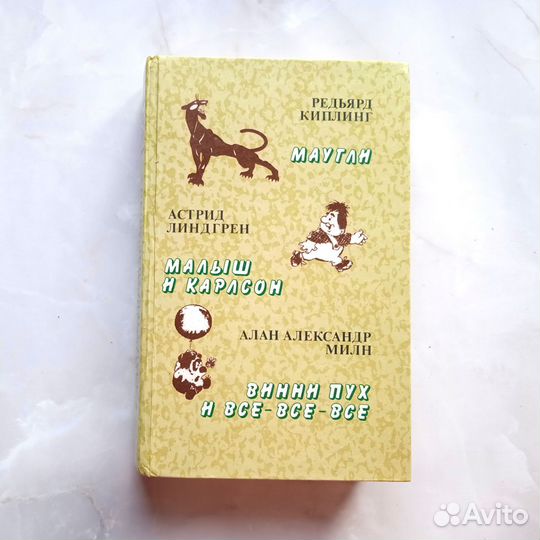 РЕДЬЯРД
КИПЛИНГ
МАУГЛИ
АСТРИД
ЛИНДГРЕН
МАЛЫШ
И КАРЛСОН
АЛАН АЛЕКСАНДР
МИЛН
ВИННИ ПУХ
И ВСЕ-ВСЕ-ВСЕ
Avito